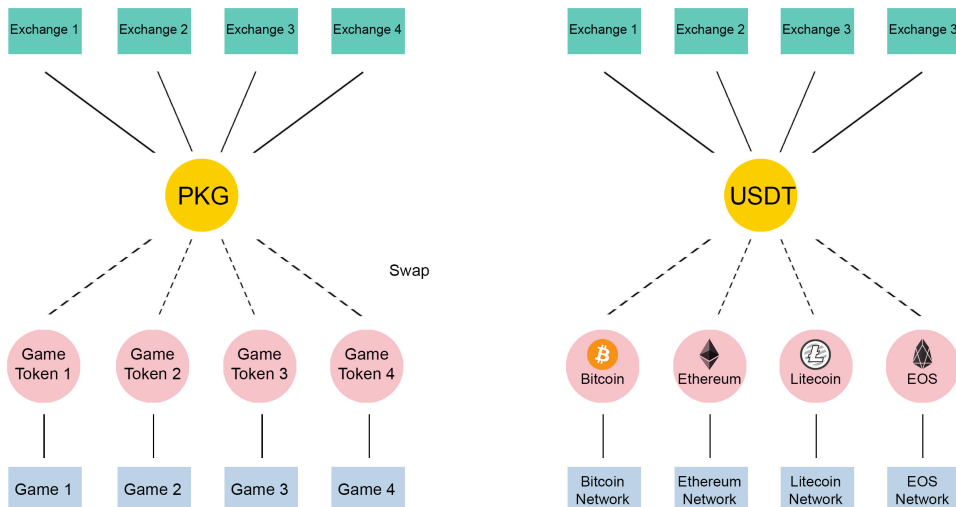 Exchange 1
Exchange 2
Exchange 3
Exchange 4
Exchange 1
Exchange 2
Exchange 3
Exchange 3
PKG
USDT
Swap
Game
Token 1
Game
Token 2
Game
Token 3
Game
Token 4
Bitcoin
Ethereum
Litecoin
EOS
Game 1
Game 2
Game 3
Game 4
Bitcoin
Network
Ethereum
Network
Litecoin
Network
EOS
Network